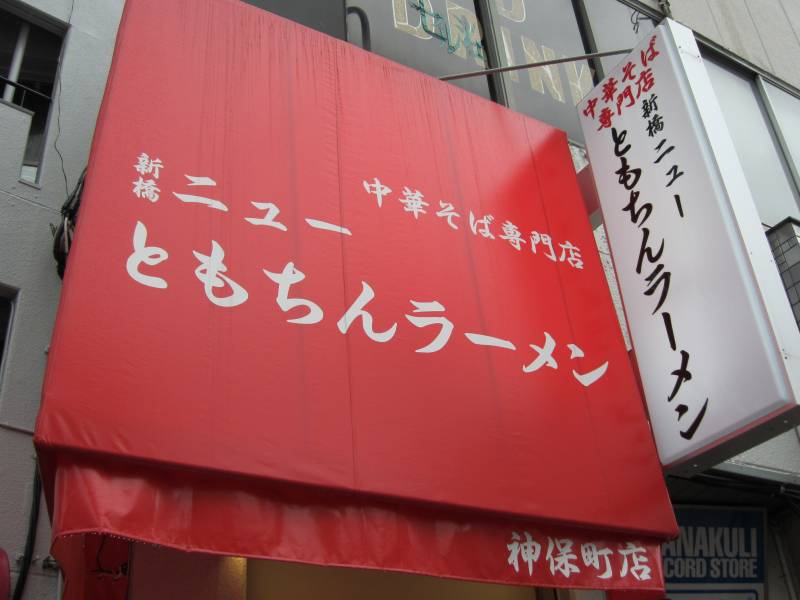 新橋
ニュー
中華そば専門店
ともちんラーメン
神保町店
中華そば
専門店
新橋
ニュー
ともちんラーメン
DRINK
ANAKULI
CORD STORE